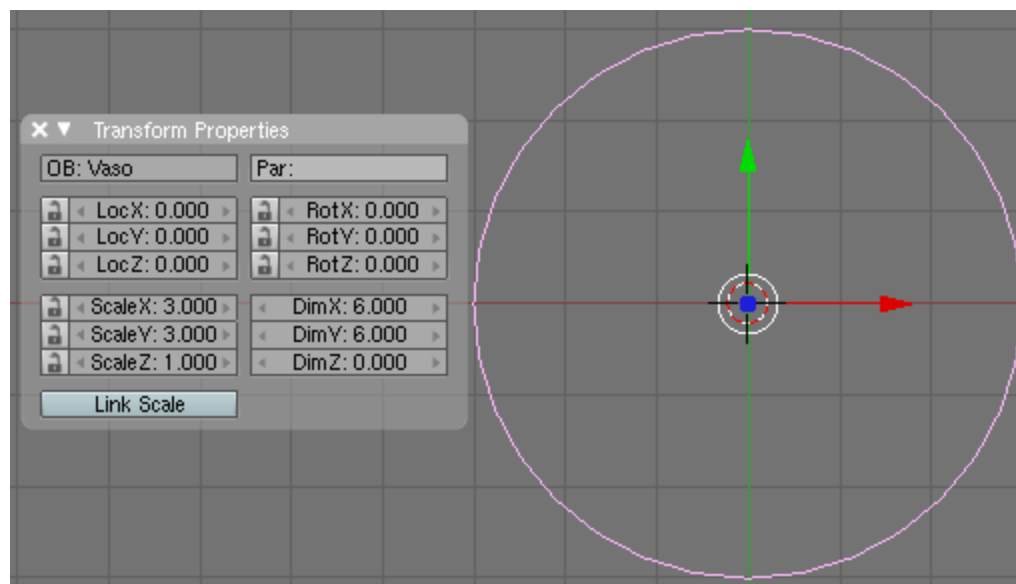 Transform Properties
OB: Vaso
Par:
LocX: 0.000
RotX: 0.000
LocY: 0.000
RotY: 0.000
LocZ: 0.000
RotZ: 0.000
ScaleX: 3.000
DimX: 6.000
ScaleY: 3.000
DimY: 6.000
ScaleZ: 1.000
DimZ: 0.000
Link Scale